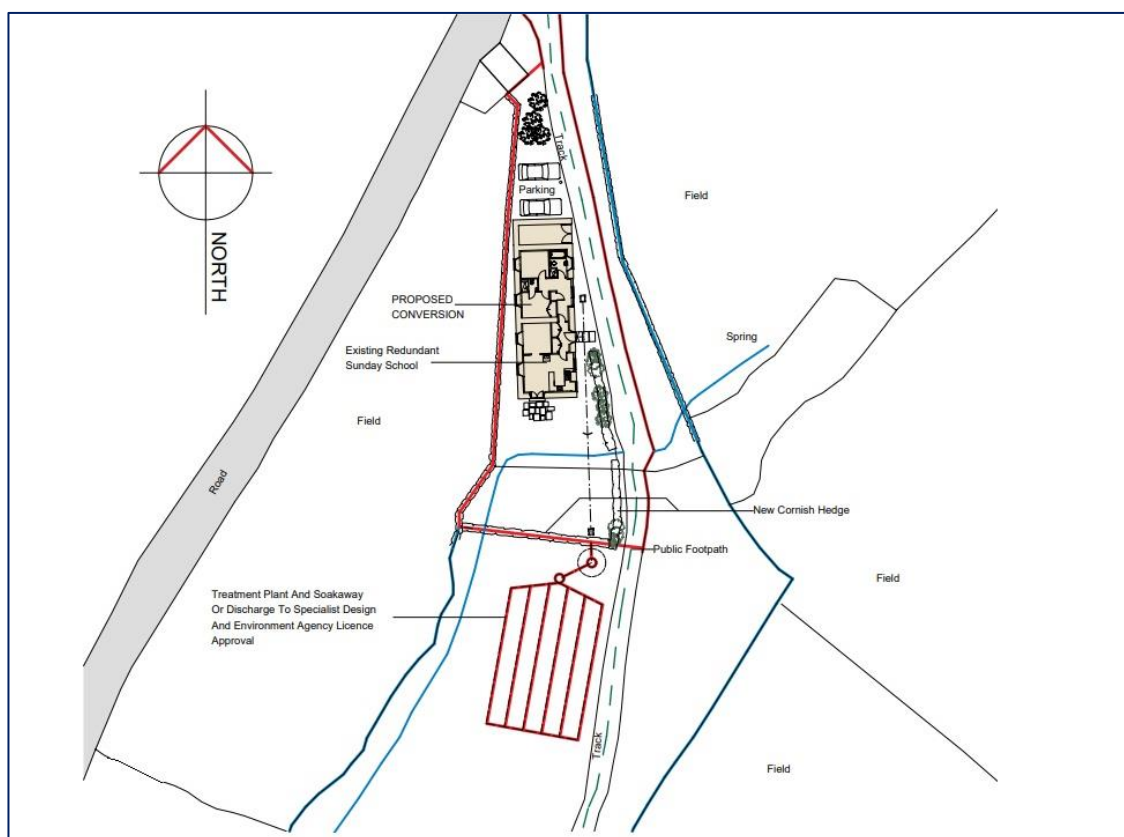 Track
Field
Parking
NORTH
PROPOSED
CONVERSION
Spring
Existing Redundant
Sunday School
Field
Road
New Cornish Hedge
Public Footpath
Field
Treatment Plant And Soakaway
Or Discharge To Specialist Design
And Environment Agency Licence
Approval
Track
Field